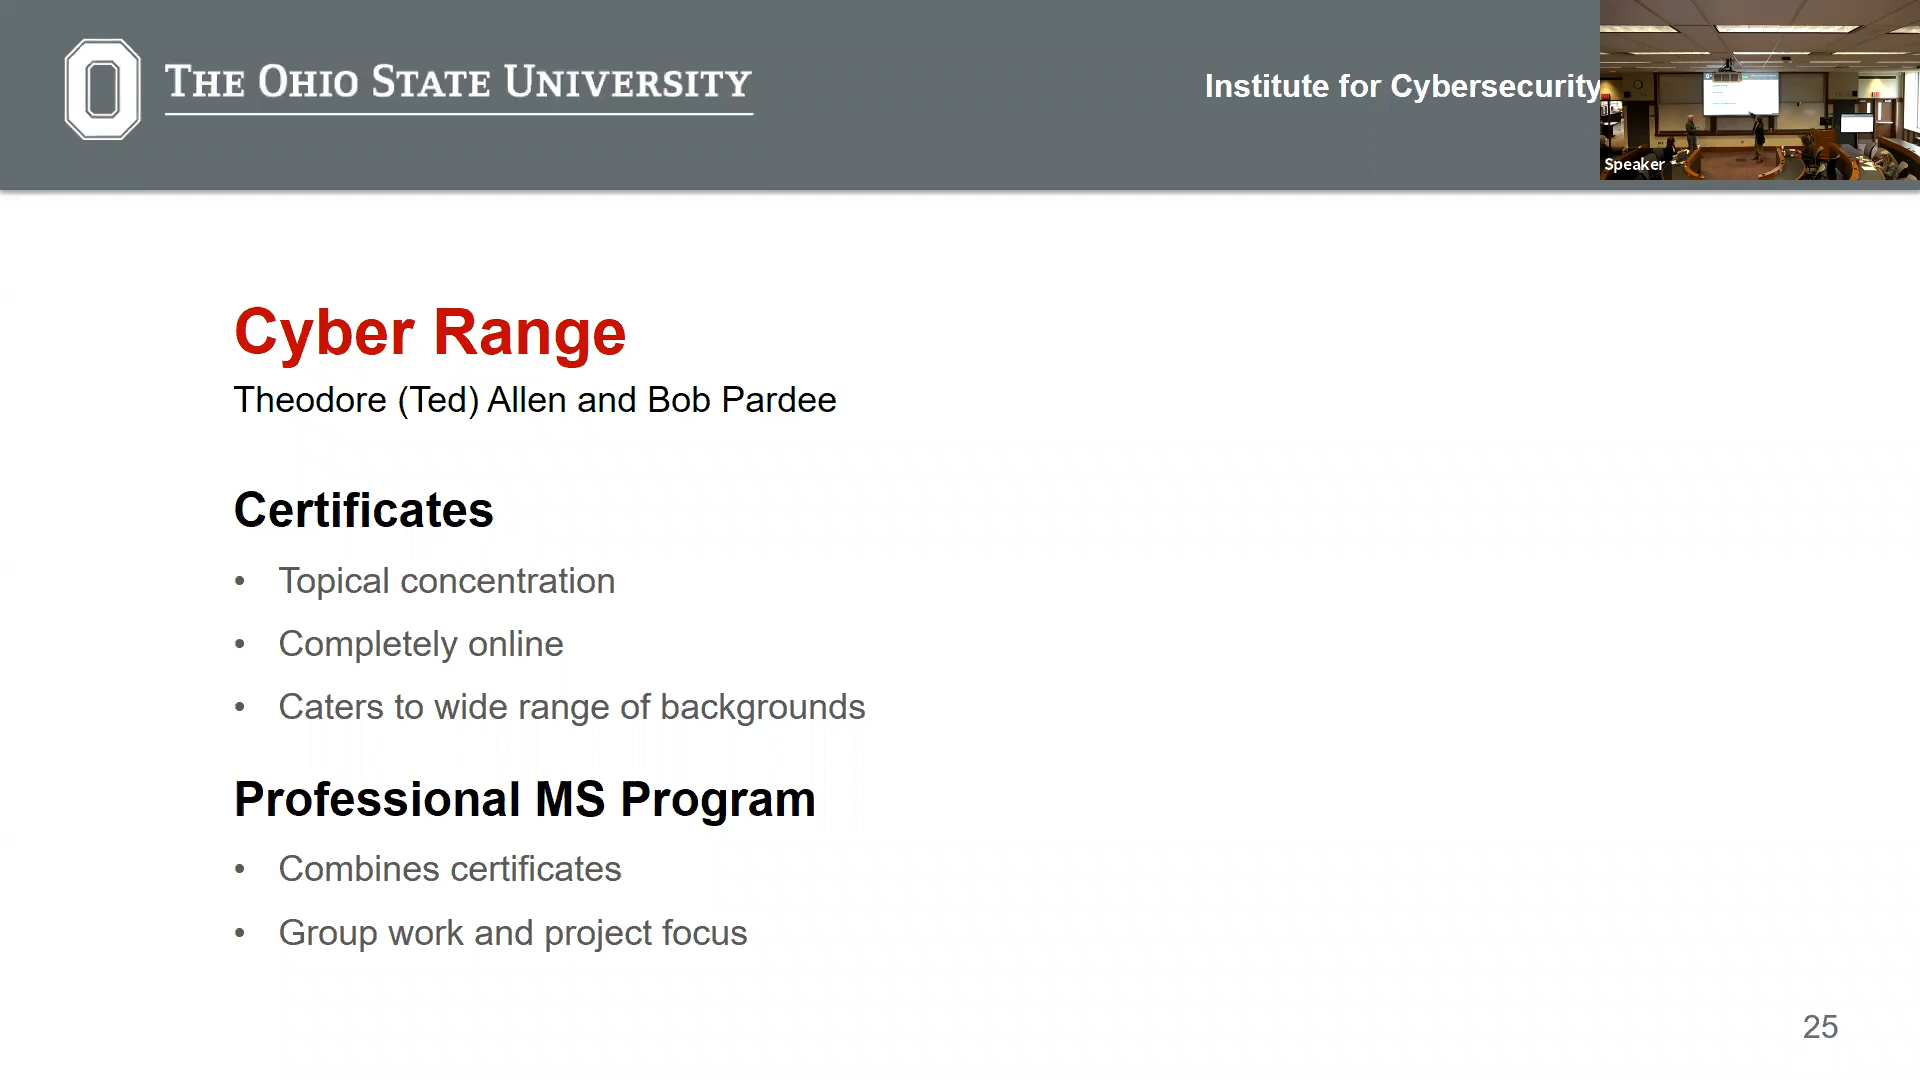 THE OHIO STATE UNIVERSITY
Institute for Cybersecurity
Speaker
Cyber Range
Theodore (Ted) Allen and Bob Pardee
Certificates
• Topical concentration
• Completely online
• Caters to wide range of backgrounds
Professional MS Program
• Combines certificates
• Group work and project focus
25